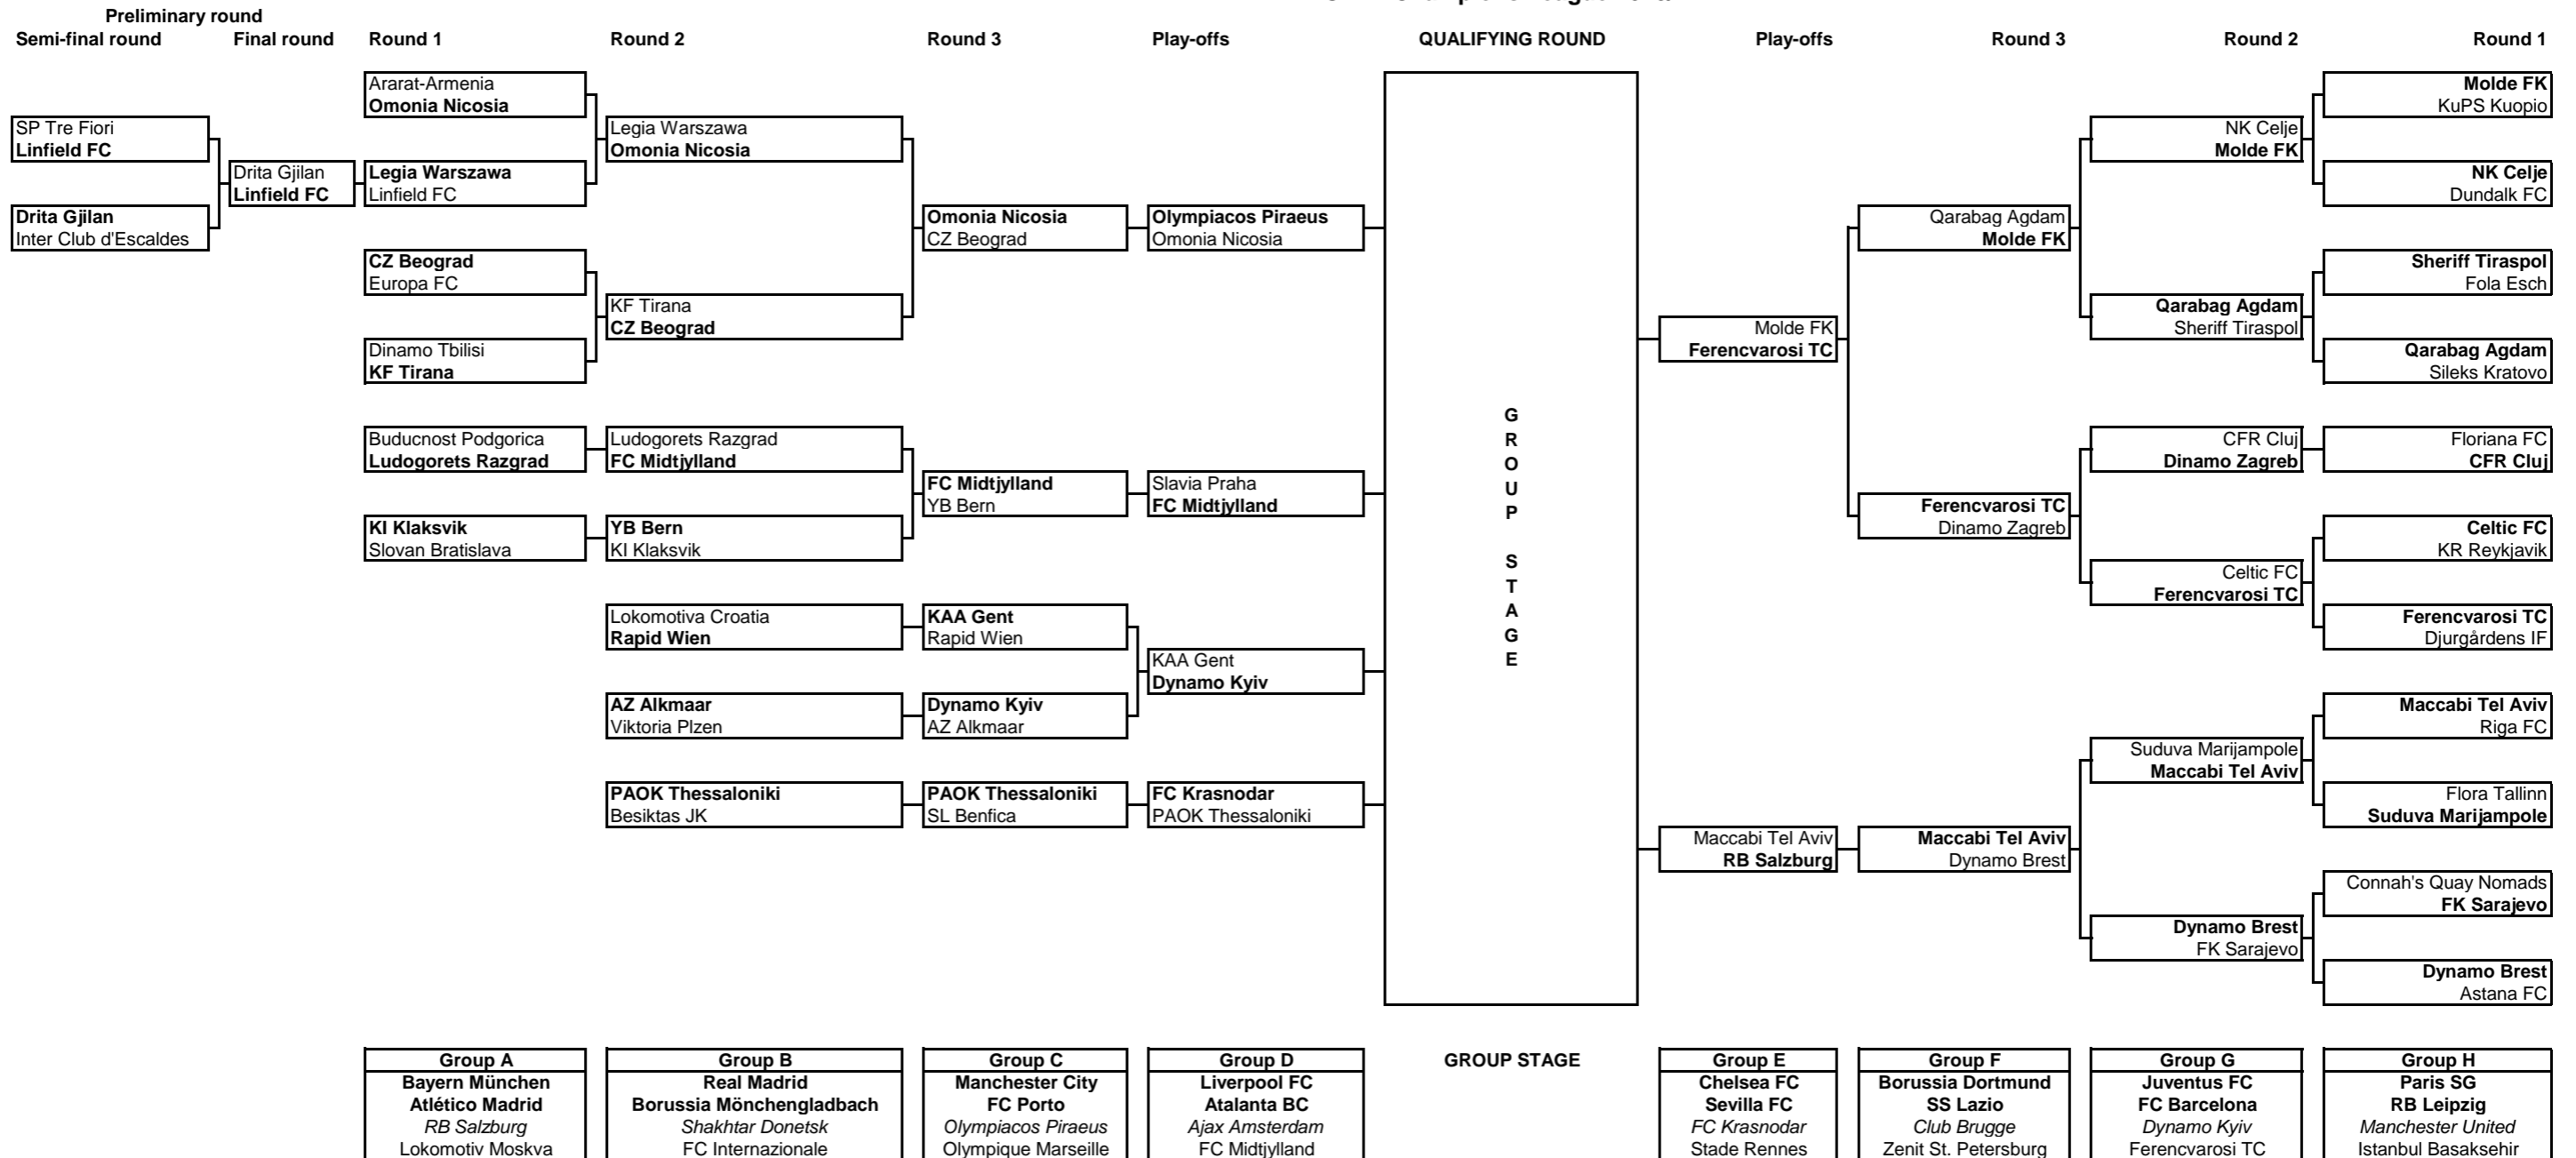 Preliminary round
Semi-final round Final round Round 1 Round 2 Round 3 Play-offs QUALIFYING ROUND Play-offs Round 3 Round 2 Round 1
SP Tre Fiori
Linfield FC
Drita Gjilan
Inter Club d'Escaldes
Drita Gjilan
Linfield FC
Ararat-Armenia
Omonia Nicosia
Legia Warszawa
Linfield FC
CZ Beograd
Europa FC
Dinamo Tbilisi
KF Tirana
Buducnost Podgorica
Ludogorets Razgrad
KI Klaksvik
Slovan Bratislava
Legia Warszawa
Omonia Nicosia
KF Tirana
CZ Beograd
Ludogorets Razgrad
FC Midtjylland
YB Bern
KI Klaksvik
Lokomotiva Croatia
Rapid Wien
AZ Alkmaar
Viktoria Plzen
PAOK Thessaloniki
Besiktas JK
Omonia Nicosia
CZ Beograd
FC Midtjylland
YB Bern
KAA Gent
Rapid Wien
Dynamo Kyiv
AZ Alkmaar
PAOK Thessaloniki
SL Benfica
Olympiacos Piraeus
Omonia Nicosia
Slavia Praha
FC Midtjylland
KAA Gent
Dynamo Kyiv
FC Krasnodar
PAOK Thessaloniki
G
R
O
U
P
S
T
A
G
E
Molde FK
Ferencvarosi TC
Maccabi Tel Aviv
RB Salzburg
Qarabag Agdam
Molde FK
Ferencvarosi TC
Dinamo Zagreb
Maccabi Tel Aviv
Dynamo Brest
NK Celje
Molde FK
Qarabag Agdam
Sheriff Tiraspol
CFR Cluj
Dinamo Zagreb
Celtic FC
Ferencvarosi TC
Suduva Marijampole
Maccabi Tel Aviv
Dynamo Brest
FK Sarajevo
Molde FK
KuPS Kuopio
NK Celje
Dundalk FC
Sheriff Tiraspol
Fola Esch
Qarabag Agdam
Sileks Kratovo
Floriana FC
CFR Cluj
Celtic FC
KR Reykjavik
Ferencvarosi TC
Djurgårdens IF
Maccabi Tel Aviv
Riga FC
Flora Tallinn
Suduva Marijampole
Connah's Quay Nomads
FK Sarajevo
Dynamo Brest
Astana FC
Group A Group B Group C Group D GROUP STAGE Group E Group F Group G Group H
Bayern München Real Madrid Manchester City Liverpool FC Chelsea FC Borussia Dortmund Juventus FC Paris SG
Atlético Madrid Borussia Mönchengladbach FC Porto Atalanta BC Sevilla FC SS Lazio FC Barcelona RB Leipzig
RB Salzburg Shakhtar Donetsk Olympiacos Piraeus Ajax Amsterdam FC Krasnodar Club Brugge Dynamo Kyiv Manchester United
Lokomotiv Moskva FC Internazionale Olympique Marseille FC Midtjylland Stade Rennes Zenit St. Petersburg Ferencvarosi TC Istanbul Basaksehir